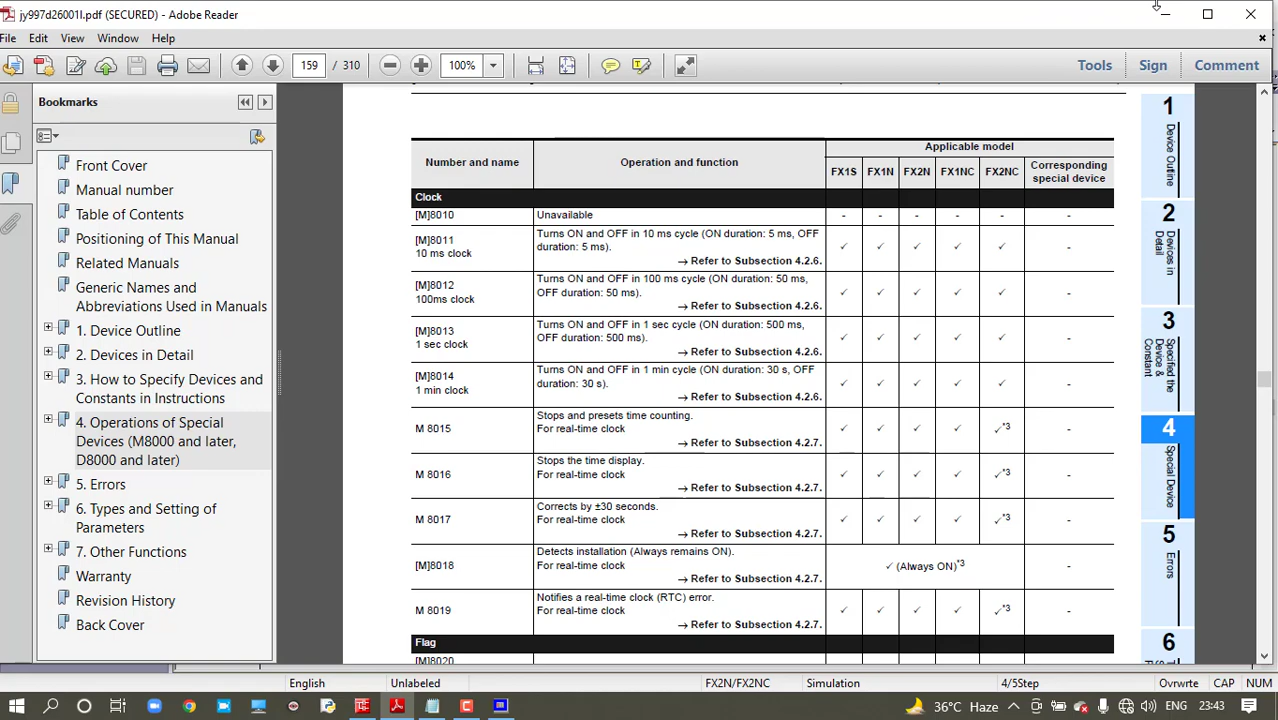 jy997d26001l.pdf (SECURED) - Adobe Reader
File Edit View Window Help
159 / 310 100% Tools Sign Comment
Bookmarks
Front Cover
Manual number
Table of Contents
Positioning of This Manual
Related Manuals
Generic Names and
Abbreviations Used in Manuals
1. Device Outline
2. Devices in Detail
3. How to Specify Devices and
Constants in Instructions
4. Operations of Special
Devices (M8000 and later,
D8000 and later)
5. Errors
6. Types and Setting of
Parameters
7. Other Functions
Warranty
Revision History
Back Cover
Number and name Operation and function Applicable model
FX1S FX1N FX2N FX1NC FX2NC Corresponding
special device
Clock
[M]8010 Unavailable - - - - - -
[M]8011
10 ms clock
Turns ON and OFF in 10 ms cycle (ON duration: 5 ms, OFF
duration: 5 ms).
→ Refer to Subsection 4.2.6.
✓ ✓ ✓ ✓ ✓ -
[M]8012
100ms clock
Turns ON and OFF in 100 ms cycle (ON duration: 50 ms,
OFF duration: 50 ms).
→ Refer to Subsection 4.2.6.
✓ ✓ ✓ ✓ ✓ -
[M]8013
1 sec clock
Turns ON and OFF in 1 sec cycle (ON duration: 500 ms,
OFF duration: 500 ms).
→ Refer to Subsection 4.2.6.
✓ ✓ ✓ ✓ ✓ -
[M]8014
1 min clock
Turns ON and OFF in 1 min cycle (ON duration: 30 s, OFF
duration: 30 s).
→ Refer to Subsection 4.2.6.
✓ ✓ ✓ ✓ ✓ -
M 8015
Stops and presets time counting.
For real-time clock
→ Refer to Subsection 4.2.7.
✓ ✓ ✓ ✓ ✓*3 -
M 8016
Stops the time display.
For real-time clock
→ Refer to Subsection 4.2.7.
✓ ✓ ✓ ✓ ✓*3 -
M 8017
Corrects by ±30 seconds.
For real-time clock
→ Refer to Subsection 4.2.7.
✓ ✓ ✓ ✓ ✓*3 -
[M]8018
Detects installation (Always remains ON).
For real-time clock
→ Refer to Subsection 4.2.7.
✓ (Always ON)*3 -
M 8019
Notifies a real-time clock (RTC) error.
For real-time clock
→ Refer to Subsection 4.2.7.
✓ ✓ ✓ ✓ ✓*3 -
Flag
[M]8020
1
Device Outline
2
Devices in
Detail
3
Specified the
Device &
Constant
4
Special Device
5
Errors
6
English Unlabeled FX2N/FX2NC Simulation 4/5Step Ovrwrte CAP NUM
36°C Haze ENG 23:43